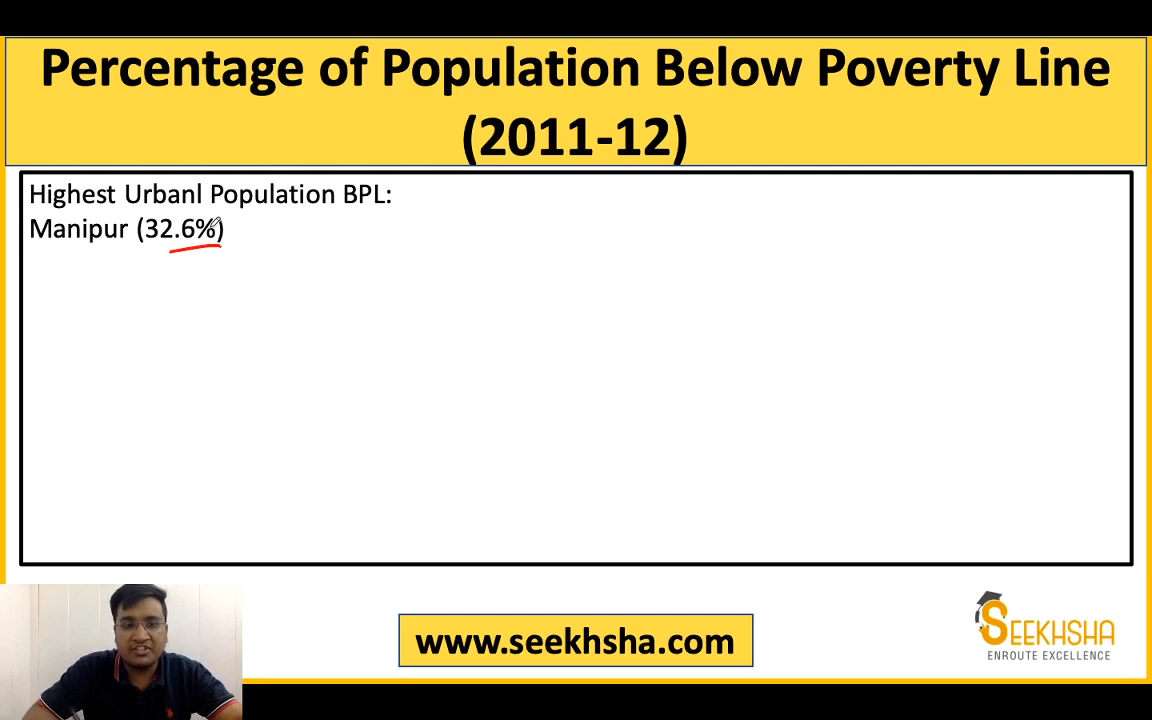 Percentage of Population Below Poverty Line
(2011-12)
Highest Urbanl Population BPL:
Manipur (32.6%)
www.seekhsha.com
SEEKHSHA
ENROUTE EXCELLENCE